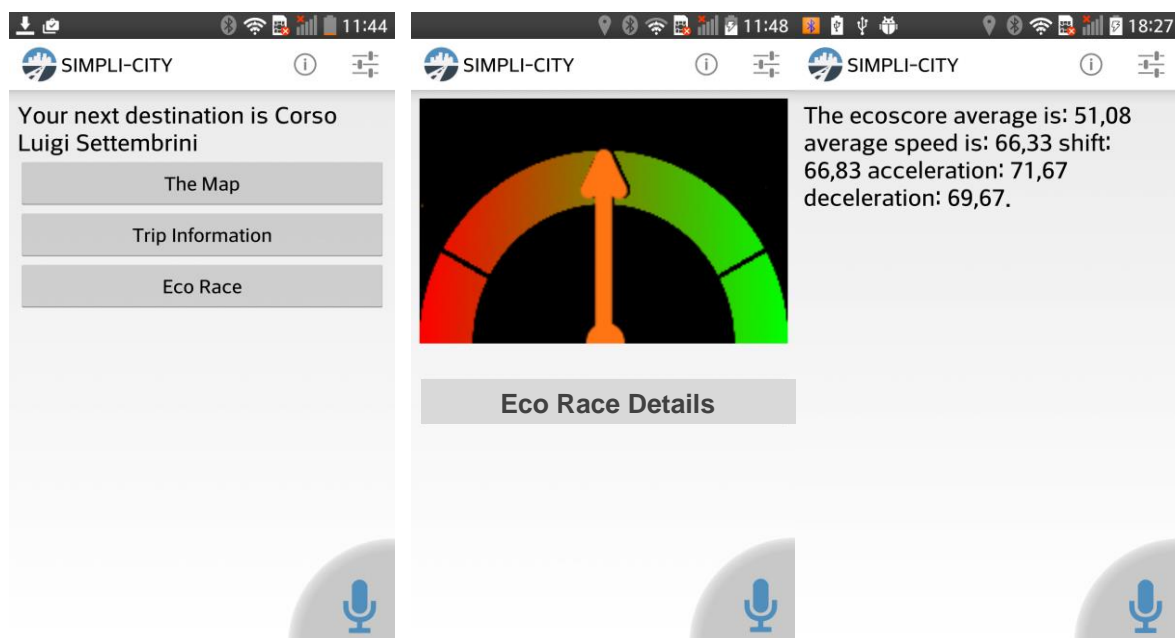 11:44
SIMPLI-CITY
Your next destination is Corso
Luigi Settembrini
The Map
Trip Information
Eco Race
11:48
SIMPLI-CITY
Eco Race Details
18:27
SIMPLI-CITY
The ecoscore average is: 51,08
average speed is: 66,33 shift:
66,83 acceleration: 71,67
deceleration: 69,67.